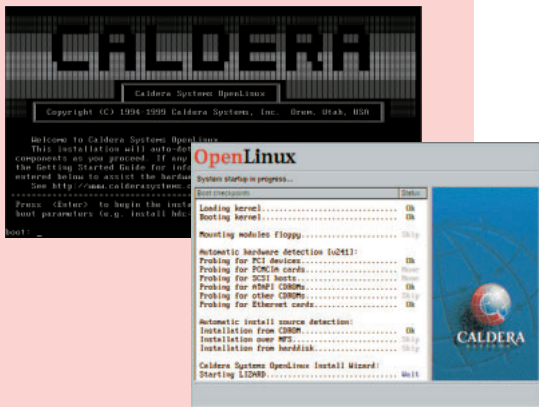 CALDERA
Caldera Systems OpenLinux
Copyright (C) 1994-1999 Caldera Systems, Inc. Orem, Utah, USA
Welcome to Caldera Systems OpenLinux
This installation will auto-det
components as you proceed. If any
the Getting Started Guide for info
entered below to assist the hardwa
See http://www.calderasystems.c
Press <Enter> to begin the insta
boot parameters (e.g. install hdc=
boot: _
OpenLinux
System startup in progress...
Boot checkpoints Status
Loading kernel Ok
Booting kernel Ok
Mounting modules floppy Skip
Automatic hardware detection [v241]:
Probing for PCI devices Ok
Probing for PCMCIA cards None
Probing for SCSI hosts None
Probing for ATAPI CDROMs Ok
Probing for other CDROMs Skip
Probing for Ethernet cards Ok
Automatic install source detection:
Installation from CDROM Ok
Installation over NFS Skip
Installation from harddisk Skip
Caldera Systems OpenLinux Install Wizard:
Starting LIZARD Wait
CALDERA
SYSTEMS